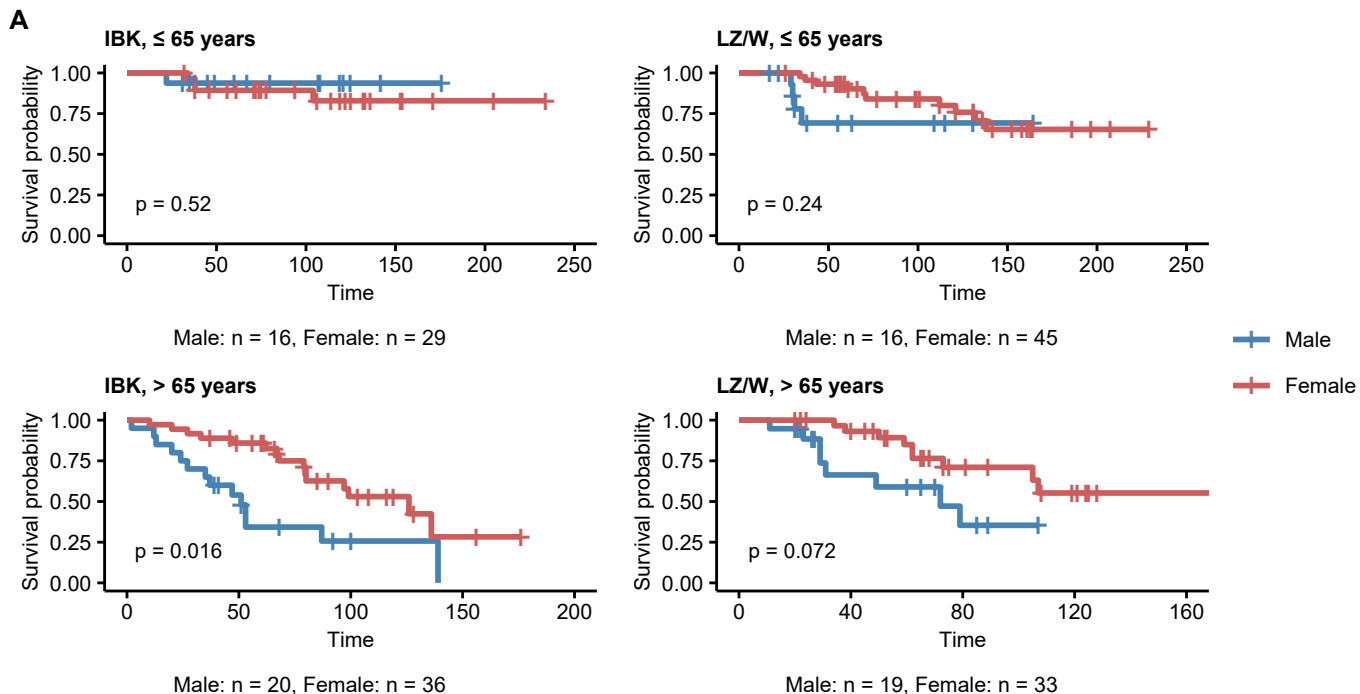 A
IBK, ≤ 65 years
Survival probability
1.00
0.75
0.50
0.25
0.00
p = 0.52
0 50 100 150 200 250
Time
Male: n = 16, Female: n = 29
LZ/W, ≤ 65 years
Survival probability
1.00
0.75
0.50
0.25
0.00
p = 0.24
0 50 100 150 200 250
Time
Male: n = 16, Female: n = 45
Male
Female
IBK, > 65 years
Survival probability
1.00
0.75
0.50
0.25
0.00
p = 0.016
0 50 100 150 200
Time
Male: n = 20, Female: n = 36
LZ/W, > 65 years
Survival probability
1.00
0.75
0.50
0.25
0.00
p = 0.072
0 40 80 120 160
Time
Male: n = 19, Female: n = 33